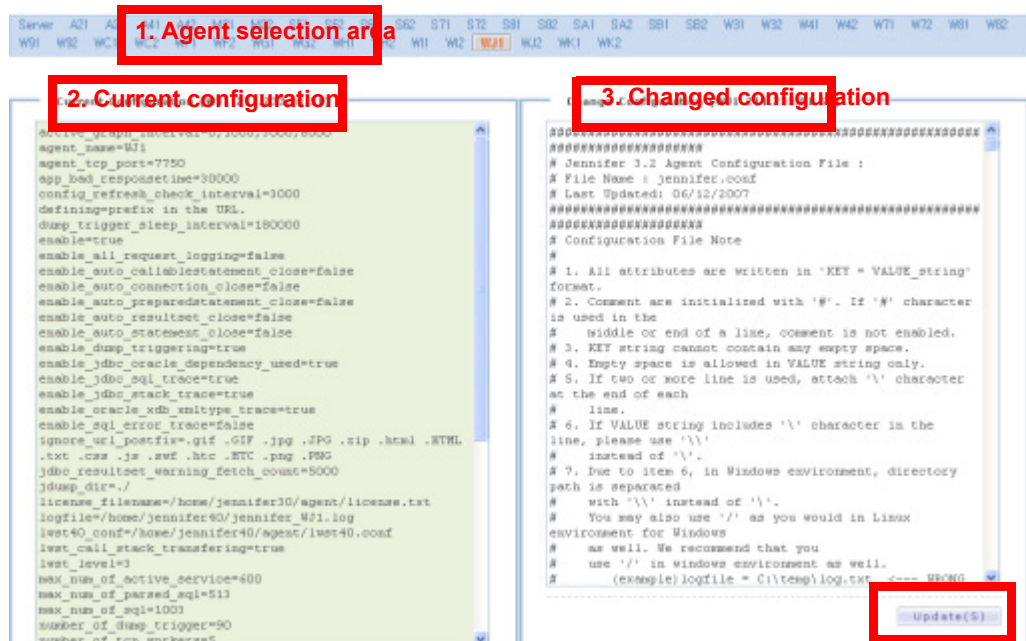 Server A21 A31 S71 S72 S81 S82 SA1 SA2 SB1 SB2 W31 W32 W41 W42 W71 W72 W81 W82
1. Agent selection area
W91 W92 WI1 WI2 WJ1 WJ2 WK1 WK2
2. Current configuration
agent_name=WJ1
agent_tcp_port=7750
app_bad_responsetime=30000
config_refresh_check_interval=3000
defining=prefix in the URL.
dump_trigger_sleep_interval=180000
enable=true
enable_all_request_logging=false
enable_auto_callablestatement_close=false
enable_auto_connection_close=false
enable_auto_preparedstatement_close=false
enable_auto_resultset_close=false
enable_auto_statement_close=false
enable_dump_triggering=true
enable_jdbc_oracle_dependency_used=true
enable_jdbc_sql_trace=true
enable_jdbc_stack_trace=true
enable_oracle_xdb_xmltype_trace=true
enable_sql_error_trace=false
ignore_url_postfix=.gif .GIF .jpg .JPG .zip .html .HTML
.txt .css .js .swf .htc .HTC .png .PNG
jdbc_resultset_warning_fetch_count=5000
jdump_dir=./
license_filename=/home/jennifer30/agent/license.txt
logfile=/home/jennifer40/jennifer_WJ1.log
lwst40_conf=/home/jennifer40/agent/lwst40.conf
lwst_call_stack_transfering=true
lwst_level=3
max_num_of_active_service=600
max_num_of_parsed_sql=513
max_num_of_sql=1003
number_of_dump_trigger=90
number_of_tcp_workers=5
3. Changed configuration
########################################################
####################
# Jennifer 3.2 Agent Configuration File :
# File Name : jennifer.conf
# Last Updated: 06/12/2007
########################################################
####################
# Configuration File Note
#
# 1. All attributes are written in 'KEY = VALUE_string'
format.
# 2. Comment are initialized with '#'. If '#' character
is used in the
#    middle or end of a line, comment is not enabled.
# 3. KEY string cannot contain any empty space.
# 4. Empty space is allowed in VALUE string only.
# 5. If two or more line is used, attach '\' character
at the end of each
#    line.
# 6. If VALUE string includes '\' character in the
line, please use '\\'
#    instead of '\'.
# 7. Due to item 6, in Windows environment, directory
path is separated
#    with '\\' instead of '\'.
#    You may also use '/' as you would in Linux
environment for Windows
#    as well. We recommend that you
#    use '/' in windows environment as well.
#       (example)logfile = C:\temp\log.txt  <--- WRONG
Update(S)